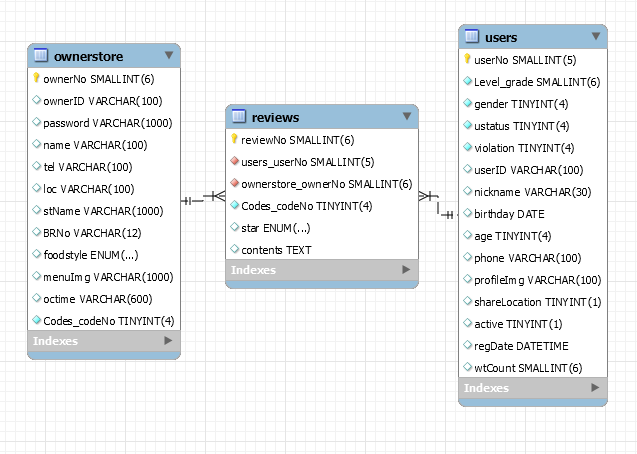 ownerstore
ownerNo SMALLINT(6)
ownerID VARCHAR(100)
password VARCHAR(1000)
name VARCHAR(100)
tel VARCHAR(100)
loc VARCHAR(100)
stName VARCHAR(1000)
BRNo VARCHAR(12)
foodstyle ENUM(...)
menuImg VARCHAR(1000)
octime VARCHAR(600)
Codes_codeNo TINYINT(4)
Indexes
reviews
reviewNo SMALLINT(6)
users_userNo SMALLINT(5)
ownerstore_ownerNo SMALLINT(6)
Codes_codeNo TINYINT(4)
star ENUM(...)
contents TEXT
Indexes
users
userNo SMALLINT(5)
Level_grade SMALLINT(6)
gender TINYINT(4)
ustatus TINYINT(4)
violation TINYINT(4)
userID VARCHAR(100)
nickname VARCHAR(30)
birthday DATE
age TINYINT(4)
phone VARCHAR(100)
profileImg VARCHAR(100)
shareLocation TINYINT(1)
active TINYINT(1)
regDate DATETIME
wtCount SMALLINT(6)
Indexes